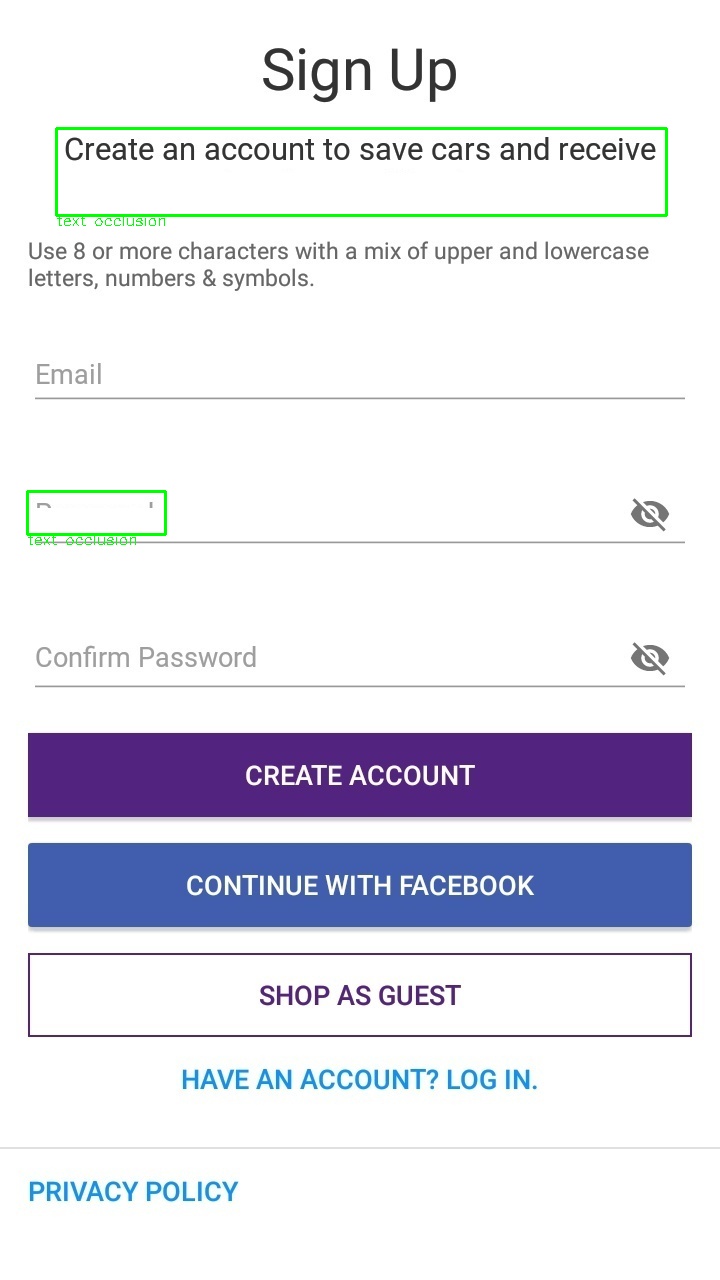 Sign Up
Create an account to save cars and receive
text occlusion
Use 8 or more characters with a mix of upper and lowercase
letters, numbers & symbols.
Email
text occlusion
Confirm Password
CREATE ACCOUNT
CONTINUE WITH FACEBOOK
SHOP AS GUEST
HAVE AN ACCOUNT? LOG IN.
PRIVACY POLICY